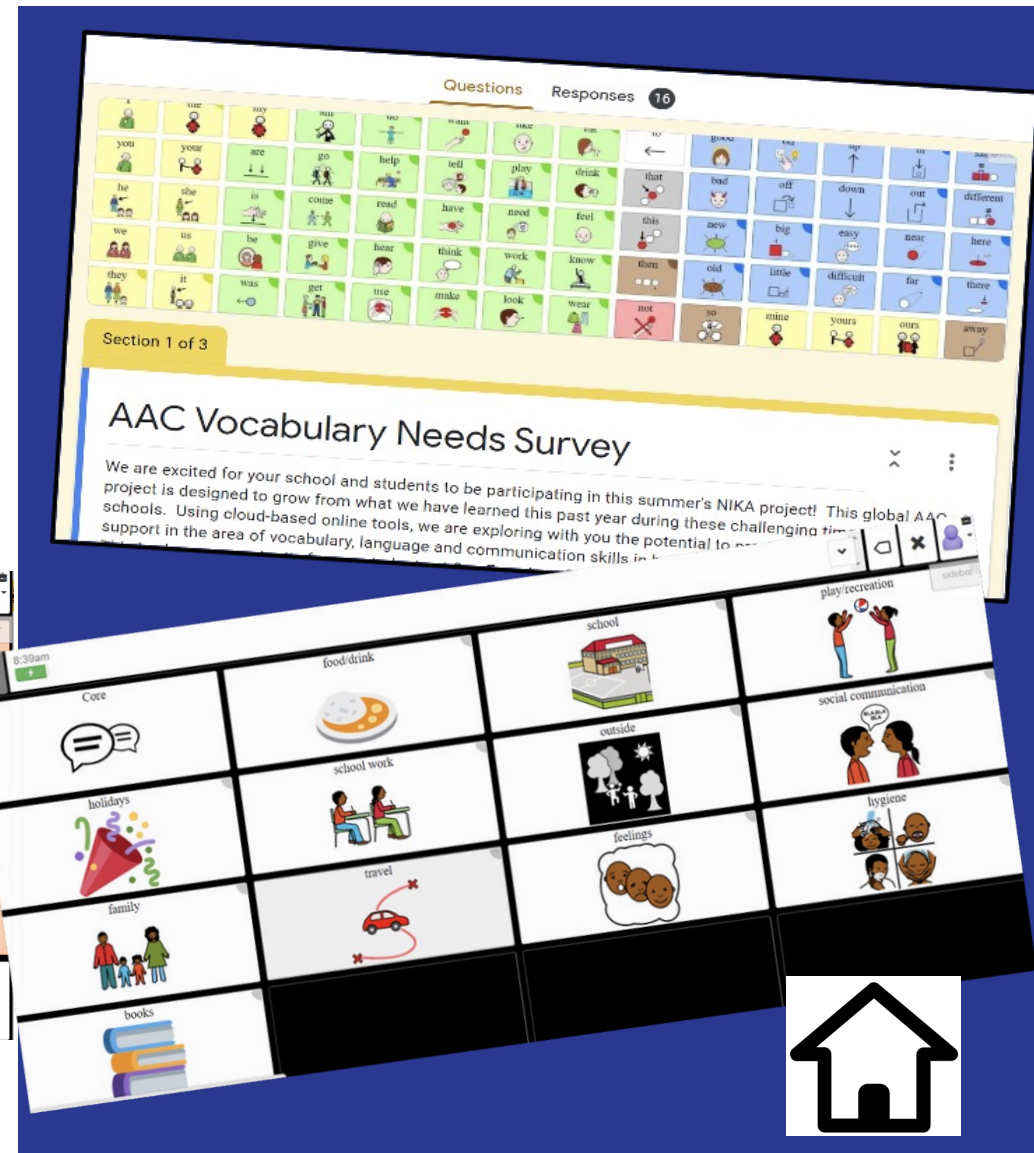 Questions Responses 16
you your are go help tell play drink that bad off down out different
he she is come read have need feel this new big easy near here
we us be give hear think work know then old little difficult far there
they it was get use make look wear not so mine yours ours away
Section 1 of 3
AAC Vocabulary Needs Survey
We are excited for your school and students to be participating in this summer's NIKA project! This global AAC
project is designed to grow from what we have learned this past year during these challenging
schools. Using cloud-based online tools, we are exploring with you the potential to
support in the area of vocabulary, language and communication skills in
8:39am
sidebar
Core food/drink school play/recreation
holidays school work outside social communication
BLA,BLA,
BLA
family travel feelings hygiene
books